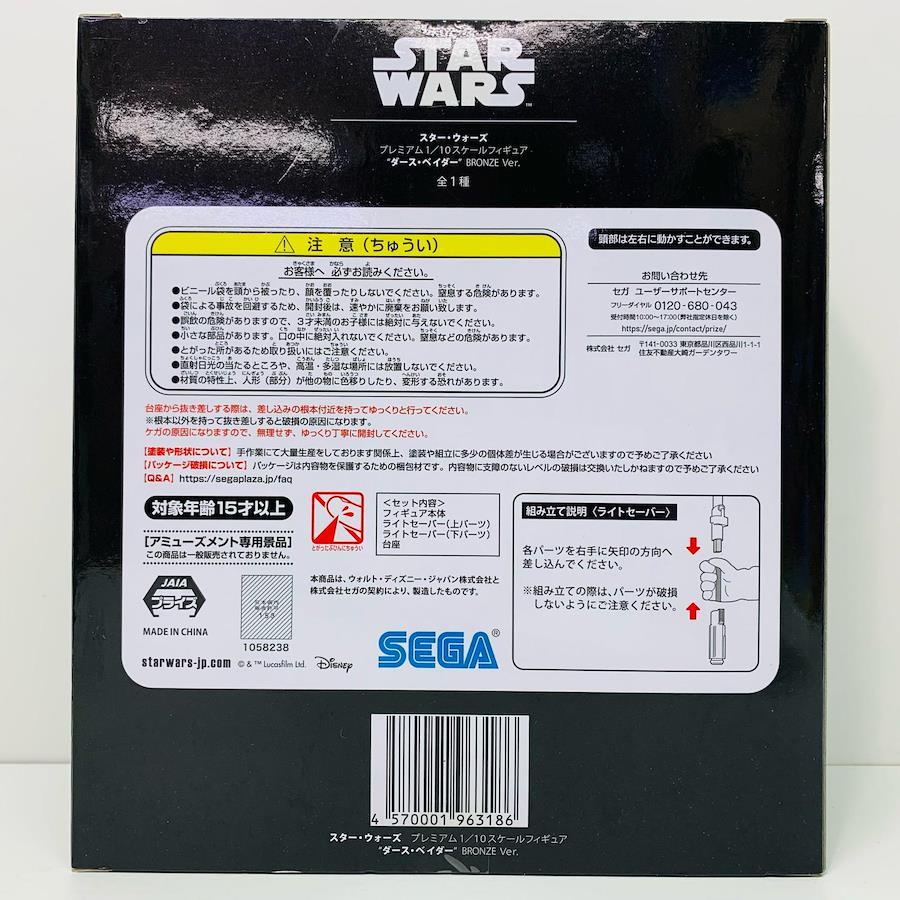 STAR
WARS™
スター・ウォーズ
プレミアム1/10スケールフィギュア
“ダース・ベイダー” BRONZE Ver.
全1種
⚠ 注 意（ちゅうい）
お客様へ 必ずお読みください。
●ビニール袋を頭から被ったり、顔を覆ったりしないでください。窒息する危険があります。
●袋による事故を回避するため、開封後は、速やかに廃棄をお願い致します。
●誤飲の危険がありますので、3才未満のお子様には絶対に与えないでください。
●小さな部品があります。口の中に絶対入れないでください。窒息などの危険があります。
●とがった所があるため取り扱いにはご注意ください。
●直射日光の当たるところや、高温・多湿な場所には放置しないでください。
●材質の特性上、人形（部分）が他の物に色移りしたり、変形する恐れがあります。
頭部は左右に動かすことができます。
お問い合わせ先
セガ ユーザーサポートセンター
フリーダイヤル 0120-680-043
受付時間10:00〜17:00（弊社指定休日を除く）
https://sega.jp/contact/prize/
株式会社 セガ 〒141-0033 東京都品川区西品川1-1-1
住友不動産大崎ガーデンタワー
台座から抜き差しする際は、差し込みの根本付近を持ってゆっくりと行ってください。
※根本以外を持って抜き差しすると破損の原因になります。
ケガの原因になりますので、無理せず、ゆっくり丁寧に開封してください。
【塗装や形状について】手作業にて大量生産をしております関係上、塗装や組立に多少の個体差が生じる場合がございますので予めご了承ください
【パッケージ破損について】パッケージは内容物を保護するための梱包材です。内容物に支障のないレベルの破損は交換いたしかねますので予めご了承ください
【Q&A】https://segaplaza.jp/faq
対象年齢15才以上
【アミューズメント専用景品】
この商品は一般販売されておりません。
とがったぶひんにちゅうい
＜セット内容＞
フィギュア本体
ライトセーバー（上パーツ）
ライトセーバー（下パーツ）
台座
組み立て説明〈ライトセーバー〉
各パーツを右手に矢印の方向へ
差し込んでください。
※組み立ての際は、パーツが破損
しないようにご注意ください。
JAIA
プライズ
MADE IN CHINA
1058238
本商品は、ウォルト・ディズニー・ジャパン株式会社と
株式会社セガの契約により、製造したものです。
starwars-jp.com © & ™ Lucasfilm Ltd. Disney
SEGA®
4 570001 963186
スター・ウォーズ プレミアム1/10スケールフィギュア
“ダース・ベイダー” BRONZE Ver.